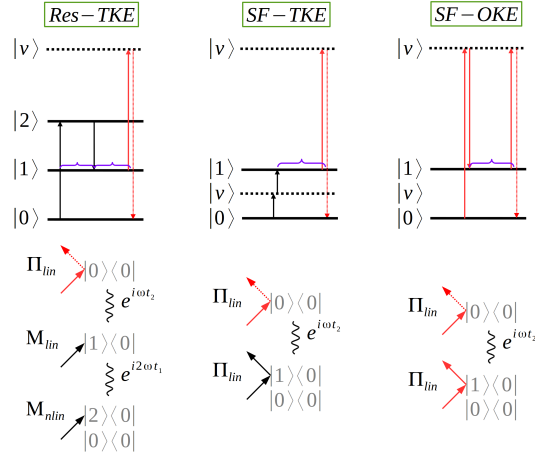 Res−TKE
SF−TKE
SF−OKE
|v⟩
|v⟩
|v⟩
|2⟩
|1⟩
|1⟩
|1⟩
|v⟩
|0⟩
|0⟩
|0⟩
Π_lin |0⟩⟨0|
e^{iωt_2}
M_lin |1⟩⟨0|
e^{i2ωt_1}
M_nlin |2⟩⟨0|
|0⟩⟨0|
Π_lin |0⟩⟨0|
e^{iωt_2}
Π_lin |1⟩⟨0|
|0⟩⟨0|
Π_lin |0⟩⟨0|
e^{iωt_2}
Π_lin |1⟩⟨0|
|0⟩⟨0|